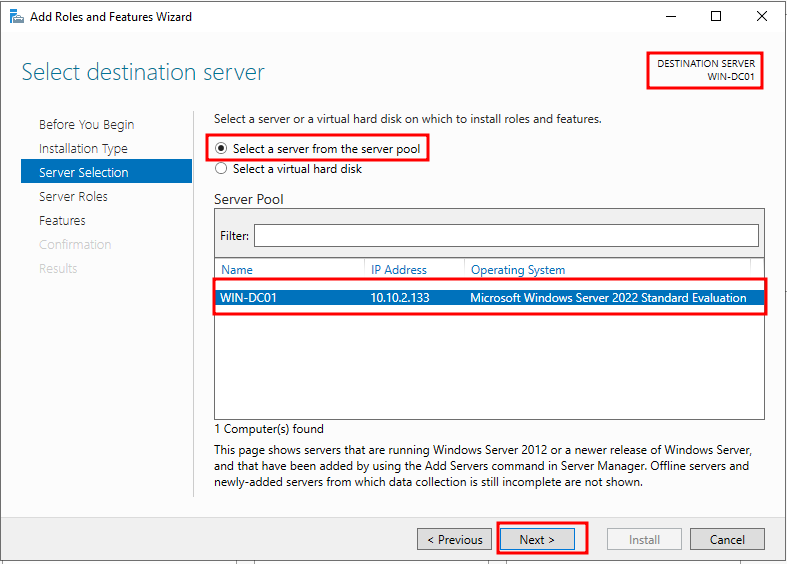 Add Roles and Features Wizard
Select destination server
DESTINATION SERVER
WIN-DC01
Before You Begin
Installation Type
Server Selection
Server Roles
Features
Confirmation
Results
Select a server or a virtual hard disk on which to install roles and features.
Select a server from the server pool
Select a virtual hard disk
Server Pool
Filter:
Name IP Address Operating System
WIN-DC01 10.10.2.133 Microsoft Windows Server 2022 Standard Evaluation
1 Computer(s) found
This page shows servers that are running Windows Server 2012 or a newer release of Windows Server,
and that have been added by using the Add Servers command in Server Manager. Offline servers and
newly-added servers from which data collection is still incomplete are not shown.
< Previous Next > Install Cancel